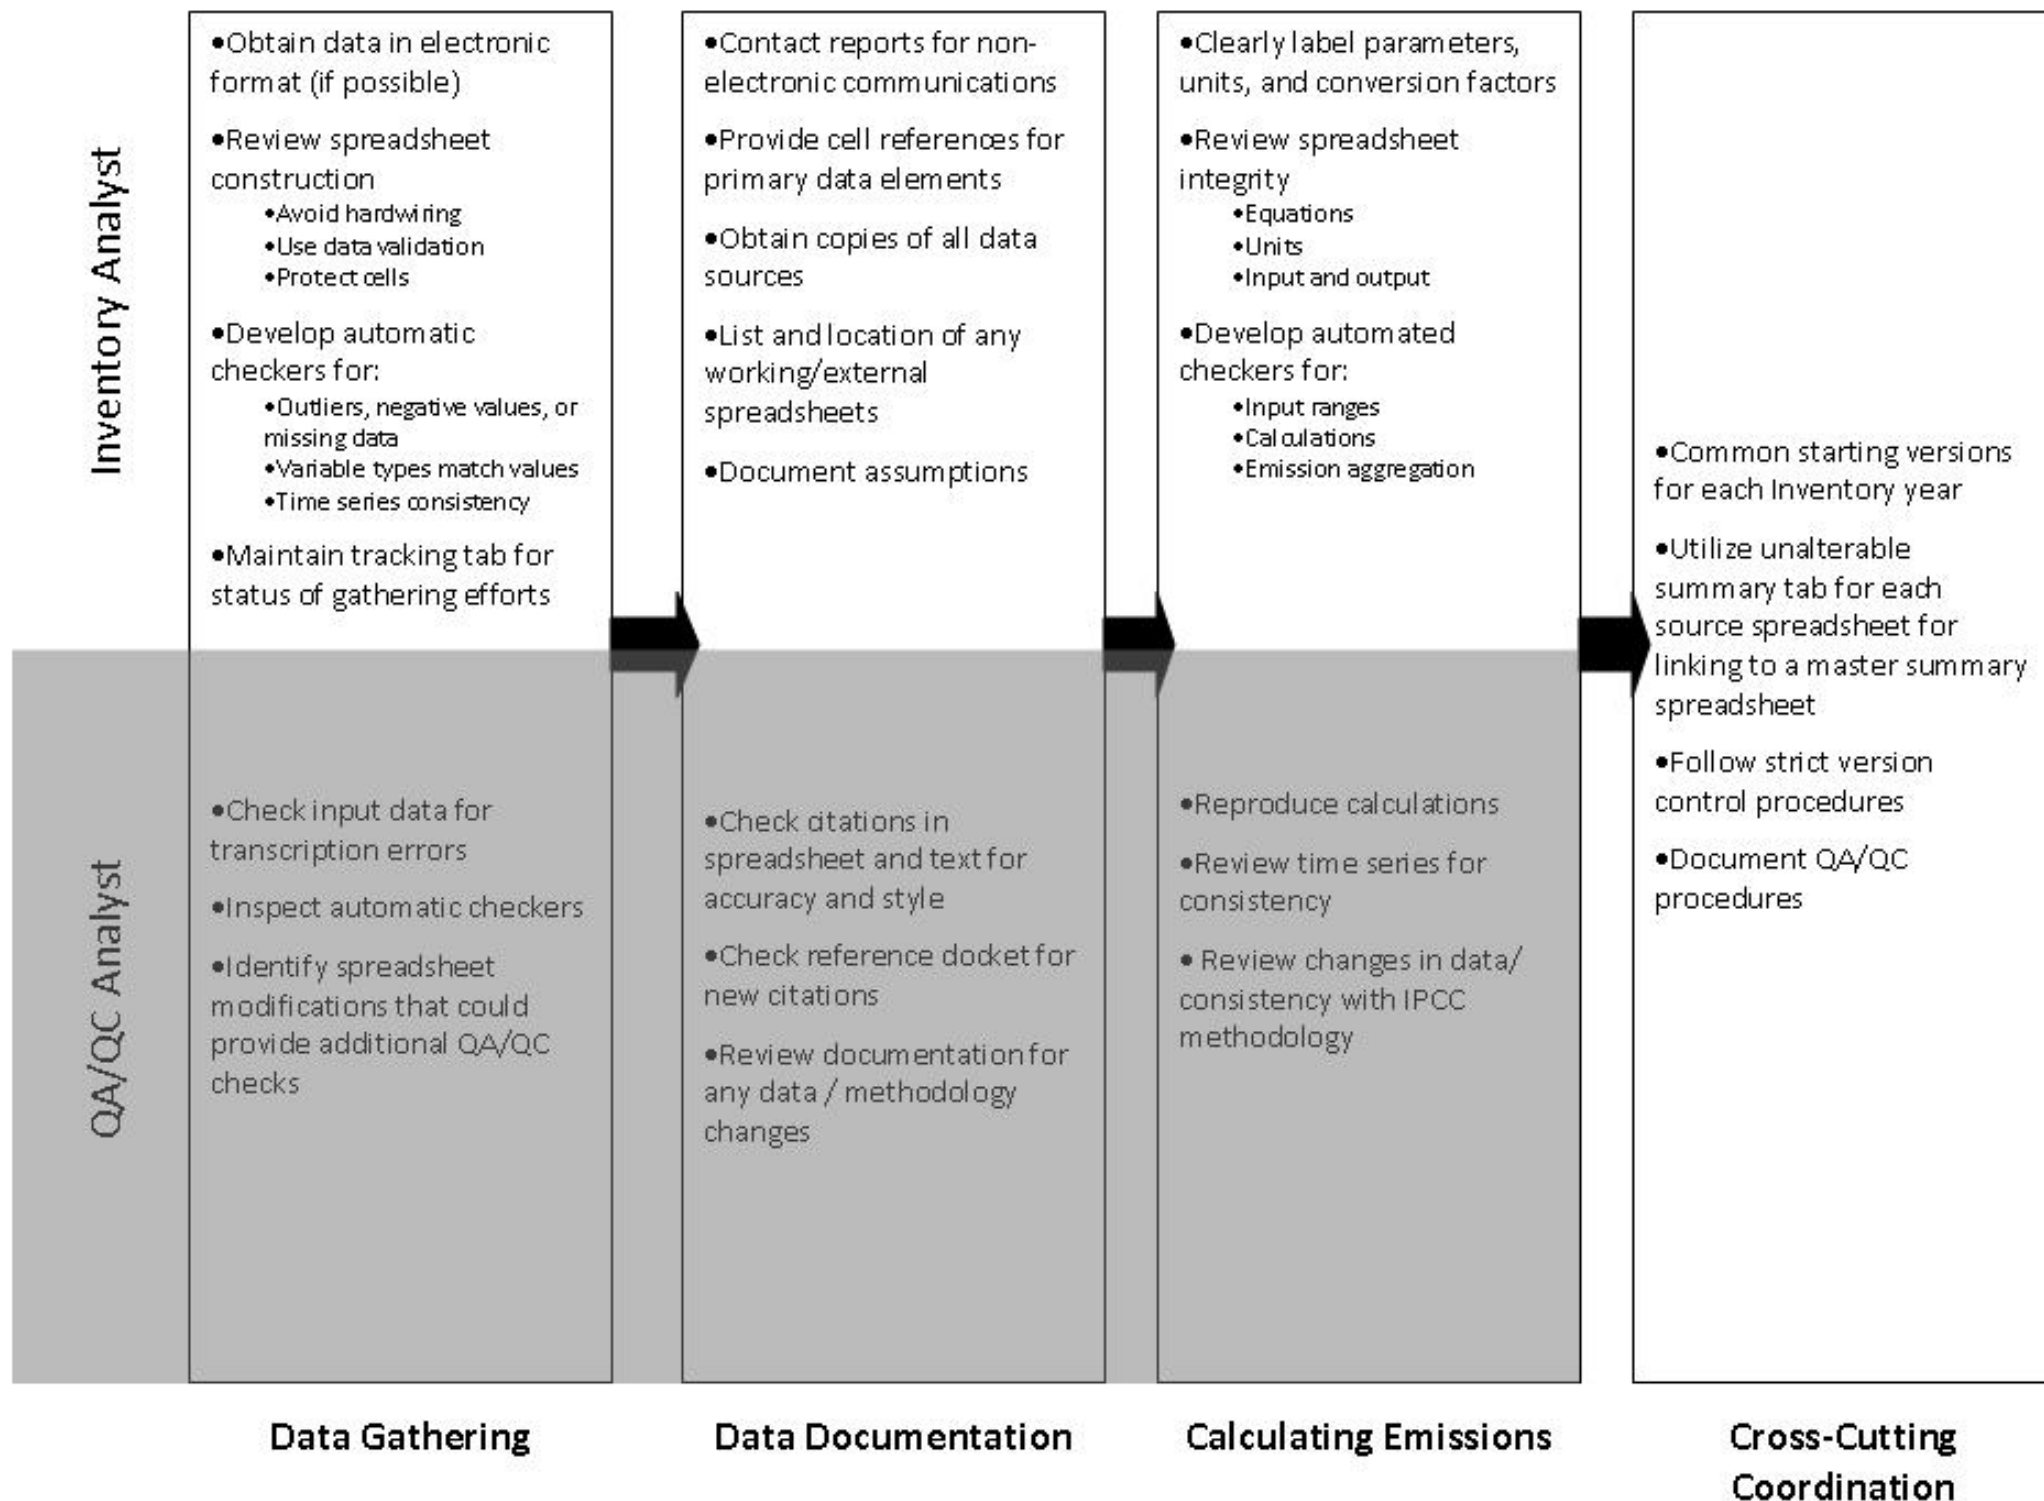 Inventory Analyst
•Obtain data in electronic
format (if possible)
•Review spreadsheet
construction
•Avoid hardwiring
•Use data validation
•Protect cells
•Develop automatic
checkers for:
•Outliers, negative values, or
missing data
•Variable types match values
•Time series consistency
•Maintain tracking tab for
status of gathering efforts
•Contact reports for non-
electronic communications
•Provide cell references for
primary data elements
•Obtain copies of all data
sources
•List and location of any
working/external
spreadsheets
•Document assumptions
•Clearly label parameters,
units, and conversion factors
•Review spreadsheet
integrity
•Equations
•Units
•Input and output
•Develop automated
checkers for:
•Input ranges
•Calculations
•Emission aggregation
QA/QC Analyst
•Check input data for
transcription errors
•Inspect automatic checkers
•Identify spreadsheet
modifications that could
provide additional QA/QC
checks
•Check citations in
spreadsheet and text for
accuracy and style
•Check reference docket for
new citations
•Review documentation for
any data / methodology
changes
•Reproduce calculations
•Review time series for
consistency
• Review changes in data/
consistency with IPCC
methodology
•Common starting versions
for each Inventory year
•Utilize unalterable
summary tab for each
source spreadsheet for
linking to a master summary
spreadsheet
•Follow strict version
control procedures
•Document QA/QC
procedures
Data Gathering
Data Documentation
Calculating Emissions
Cross-Cutting
Coordination